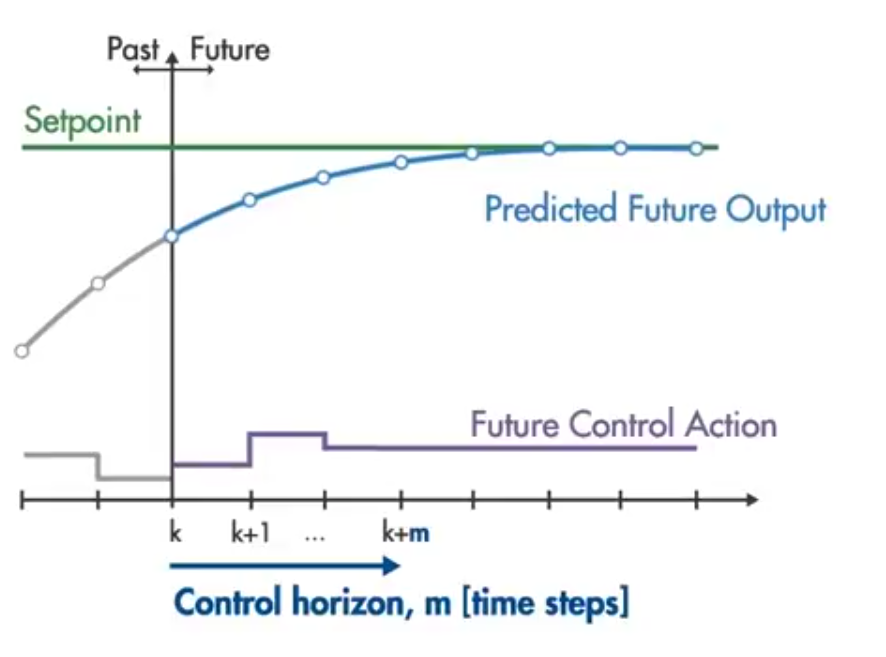 Past Future
Setpoint
Predicted Future Output
Future Control Action
k k+1 ... k+m
Control horizon, m [time steps]